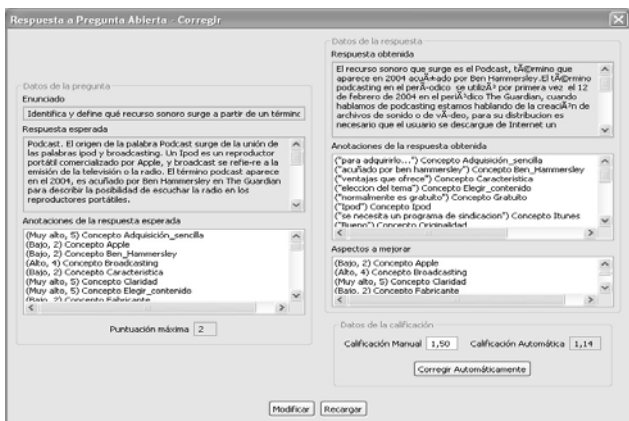 Respuesta a Pregunta Abierta - Corregir
Datos de la pregunta
Enunciado
Identifica y define qué recurso sonoro surge a partir de un términc
Respuesta esperada
Podcast. El origen de la palabra Podcast surge de la unión de
las palabras ipod y broadcasting. Un Ipod es un reproductor
portátil comercializado por Apple, y broadcast se refie-re a la
emisión de la televisión o la radio. El término podcast aparece
en el 2004, es acuñado por Ben Hammersley en The Guardian
para describir la posibilidad de escuchar la radio en los
reproductores portátiles.
Anotaciones de la respuesta esperada
(Muy alto, 5) Concepto Adquisición_sencilla
(Bajo, 2) Concepto Apple
(Bajo, 2) Concepto Ben_Hammersley
(Alto, 4) Concepto Broadcasting
(Bajo, 2) Concepto Caracteristica
(Muy alto, 5) Concepto Claridad
(Muy alto, 5) Concepto Elegir_contenido
(Bajo, 2) Concepto Fabricante
Puntuación máxima 2
Datos de la respuesta
Respuesta obtenida
El recurso sonoro que surge es el Podcast, tÃ©rmino que
aparece en 2004 acuÃ±ado por Ben Hammersley.El tÃ©rmino
podcasting en el perÃ-odico se utilizÃ³ por primera vez el 12
de febrero de 2004 en el periÃ³dico The Guardian, cuando
hablamos de podcasting estamos hablando de la creaciÃ³n de
archivos de sonido o de vÃ-deo, para su distribucion es
necesario que el usuario se descargue de Internet un
Anotaciones de la respuesta obtenida
("para adquirirlo...") Concepto Adquisición_sencilla
("acuñado por ben hammersley") Concepto Ben_Hammersley
("ventajas que ofrece") Concepto Caracteristica
("eleccion del tema") Concepto Elegir_contenido
("normalmente es gratuito") Concepto Gratuito
("Ipod") Concepto Ipod
("se necesita un programa de sindicacion") Concepto Itunes
("Bueno") Concepto Originalidad
Aspectos a mejorar
(Bajo, 2) Concepto Apple
(Alto, 4) Concepto Broadcasting
(Muy alto, 5) Concepto Claridad
(Bajo, 2) Concepto Fabricante
Datos de la calificación
Calificación Manual 1,50 Calificación Automática 1,14
Corregir Automáticamente
Modificar Recargar